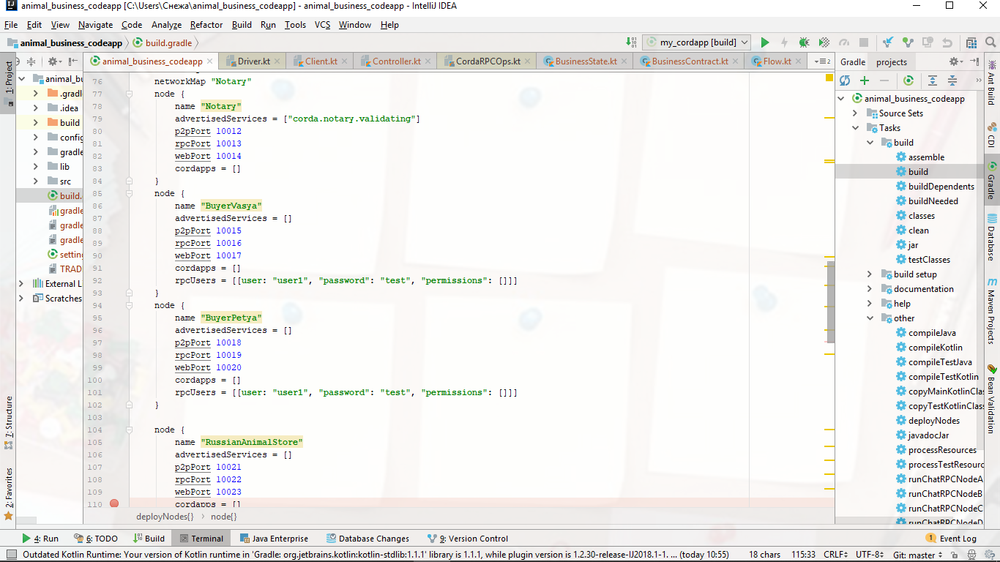 animal_business_codeapp [C:\Users\Снежа\animal_business_codeapp] - animal_business_codeapp - IntelliJ IDEA
File Edit View Navigate Code Analyze Refactor Build Run Tools VCS Window Help
animal_business_codeapp build.gradle my_cordapp [build]
animal_business_codeapp Driver.kt Client.kt Controller.kt CordaRPCOps.kt BusinessState.kt BusinessContract.kt Flow.kt 2
1: Project
7: Structure
2: Favorites
animal_bu
.gradle
.idea
build
config
gradle
lib
src
build.
gradle
gradle
gradle
setting
TRAD
External L
Scratches
76 networkMap "Notary"
77 node {
78 name "Notary"
79 advertisedServices = ["corda.notary.validating"]
80 p2pPort 10012
81 rpcPort 10013
82 webPort 10014
83 cordapps = []
84 }
85 node {
86 name "BuyerVasya"
87 advertisedServices = []
88 p2pPort 10015
89 rpcPort 10016
90 webPort 10017
91 cordapps = []
92 rpcUsers = [[user: "user1", "password": "test", "permissions": []]]
93 }
94 node {
95 name "BuyerPetya"
96 advertisedServices = []
97 p2pPort 10018
98 rpcPort 10019
99 webPort 10020
100 cordapps = []
101 rpcUsers = [[user: "user1", "password": "test", "permissions": []]]
102 }
103
104 node {
105 name "RussianAnimalStore"
106 advertisedServices = []
107 p2pPort 10021
108 rpcPort 10022
109 webPort 10023
110 cordapps = []
deployNodes{} node{}
Gradle projects
animal_business_codeapp
Source Sets
Tasks
build
assemble
build
buildDependents
buildNeeded
classes
clean
jar
testClasses
build setup
documentation
help
other
compileJava
compileKotlin
compileTestJava
compileTestKotlin
copyMainKotlinClas
copyTestKotlinClass
deployNodes
javadocJar
processResources
processTestResourc
runChatRPCNodeA
runChatRPCNodeB
runChatRPCNodeC
runChatRPCNodeD
Ant Build
CDI
Gradle
Database
Maven Projects
Bean Validation
4: Run 6: TODO Build Terminal Java Enterprise Database Changes 9: Version Control 1 Event Log
Outdated Kotlin Runtime: Your version of Kotlin runtime in 'Gradle: org.jetbrains.kotlin:kotlin-stdlib:1.1.1' library is 1.1.1, while plugin version is 1.2.30-release-IJ2018.1-1. ... (today 10:55) 18 chars 115:33 CRLF UTF-8 Git: master